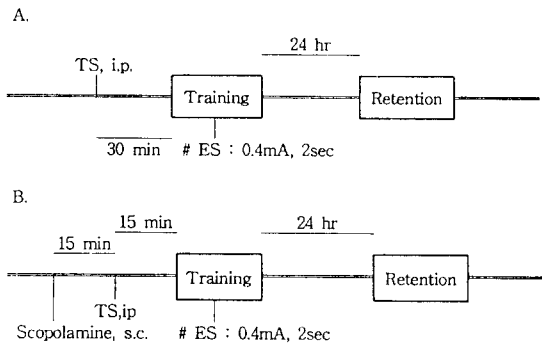 A.
24 hr
TS, i.p.
Training
Retention
30 min
# ES : 0.4mA, 2sec
B.
15 min
24 hr
15 min
Training
Retention
TS,ip
Scopolamine, s.c.
# ES : 0.4mA, 2sec